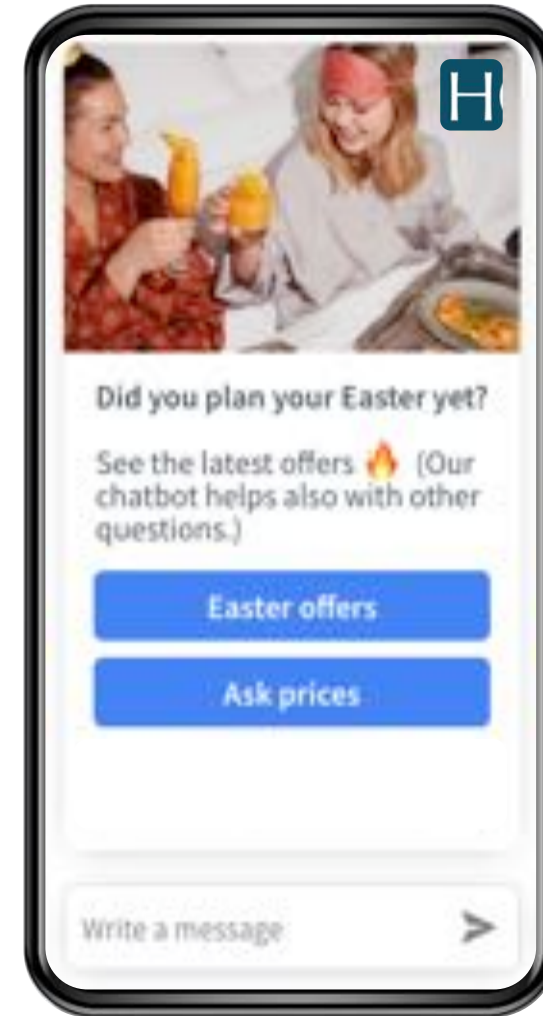 H
Did you plan your Easter yet?
See the latest offers 🔥 (Our
chatbot helps also with other
questions.)
Easter offers
Ask prices
Write a message